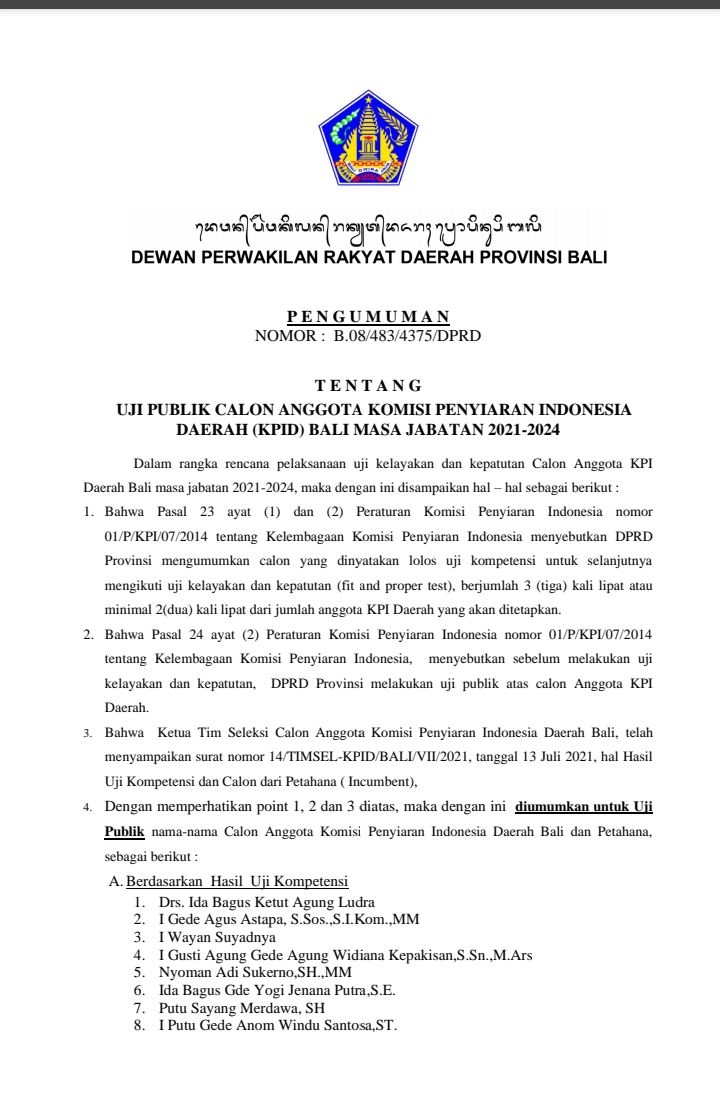 DEWAN PERWAKILAN RAKYAT DAERAH PROVINSI BALI
P E N G U M U M A N
NOMOR : B.08/483/4375/DPRD
T E N T A N G
UJI PUBLIK CALON ANGGOTA KOMISI PENYIARAN INDONESIA
DAERAH (KPID) BALI MASA JABATAN 2021-2024
Dalam rangka rencana pelaksanaan uji kelayakan dan kepatutan Calon Anggota KPI
Daerah Bali masa jabatan 2021-2024, maka dengan ini disampaikan hal – hal sebagai berikut :
1. Bahwa Pasal 23 ayat (1) dan (2) Peraturan Komisi Penyiaran Indonesia nomor
01/P/KPI/07/2014 tentang Kelembagaan Komisi Penyiaran Indonesia menyebutkan DPRD
Provinsi mengumumkan calon yang dinyatakan lolos uji kompetensi untuk selanjutnya
mengikuti uji kelayakan dan kepatutan (fit and proper test), berjumlah 3 (tiga) kali lipat atau
minimal 2(dua) kali lipat dari jumlah anggota KPI Daerah yang akan ditetapkan.
2. Bahwa Pasal 24 ayat (2) Peraturan Komisi Penyiaran Indonesia nomor 01/P/KPI/07/2014
tentang Kelembagaan Komisi Penyiaran Indonesia, menyebutkan sebelum melakukan uji
kelayakan dan kepatutan, DPRD Provinsi melakukan uji publik atas calon Anggota KPI
Daerah.
3. Bahwa Ketua Tim Seleksi Calon Anggota Komisi Penyiaran Indonesia Daerah Bali, telah
menyampaikan surat nomor 14/TIMSEL-KPID/BALI/VII/2021, tanggal 13 Juli 2021, hal Hasil
Uji Kompetensi dan Calon dari Petahana ( Incumbent),
4. Dengan memperhatikan point 1, 2 dan 3 diatas, maka dengan ini diumumkan untuk Uji
Publik nama-nama Calon Anggota Komisi Penyiaran Indonesia Daerah Bali dan Petahana,
sebagai berikut :
A. Berdasarkan Hasil Uji Kompetensi
1. Drs. Ida Bagus Ketut Agung Ludra
2. I Gede Agus Astapa, S.Sos.,S.I.Kom.,MM
3. I Wayan Suyadnya
4. I Gusti Agung Gede Agung Widiana Kepakisan,S.Sn.,M.Ars
5. Nyoman Adi Sukerno,SH.,MM
6. Ida Bagus Gde Yogi Jenana Putra,S.E.
7. Putu Sayang Merdawa, SH
8. I Putu Gede Anom Windu Santosa,ST.